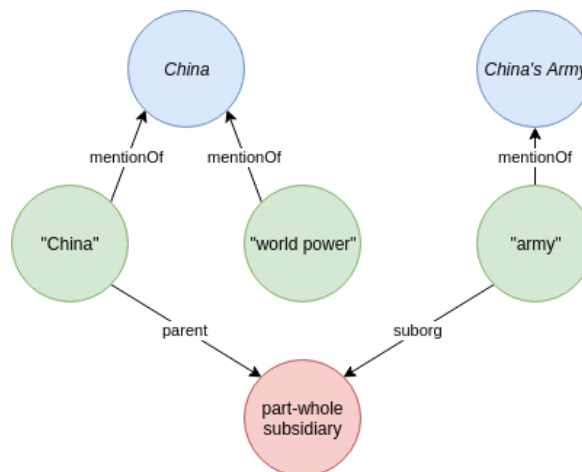 China
China's Army
mentionOf
mentionOf
mentionOf
"China"
"world power"
"army"
parent
suborg
part-whole
subsidiary